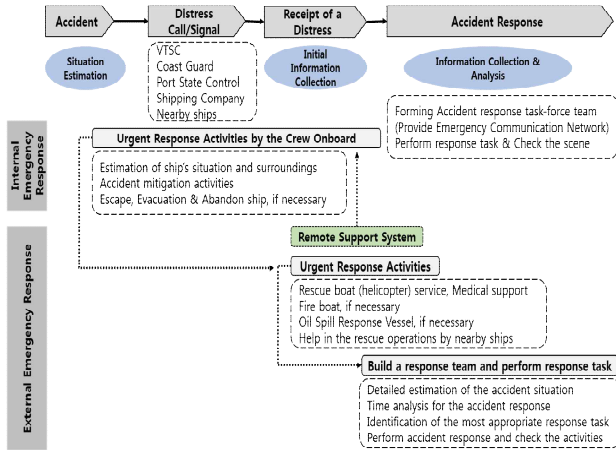 Accident
Distress
Call/Signal
Receipt of a
Distress
Accident Response
Situation
Estimation
VTSC
Coast Guard
Port State Control
Shipping Company
Nearby ships
Initial
Information
Collection
Information Collection &
Analysis
Forming Accident response task-force team
(Provide Emergency Communication Network)
Perform response task & Check the scene
Internal
Emergency
Response
Urgent Response Activities by the Crew Onboard
Estimation of ship's situation and surroundings
Accident mitigation activities
Escape, Evacuation & Abandon ship, if necessary
External Emergency Response
Remote Support System
Urgent Response Activities
Rescue boat (helicopter) service, Medical support
Fire boat, if necessary
Oil Spill Response Vessel, if necessary
Help in the rescue operations by nearby ships
Build a response team and perform response task
Detailed estimation of the accident situation
Time analysis for the accident response
Identification of the most appropriate response task
Perform accident response and check the activities